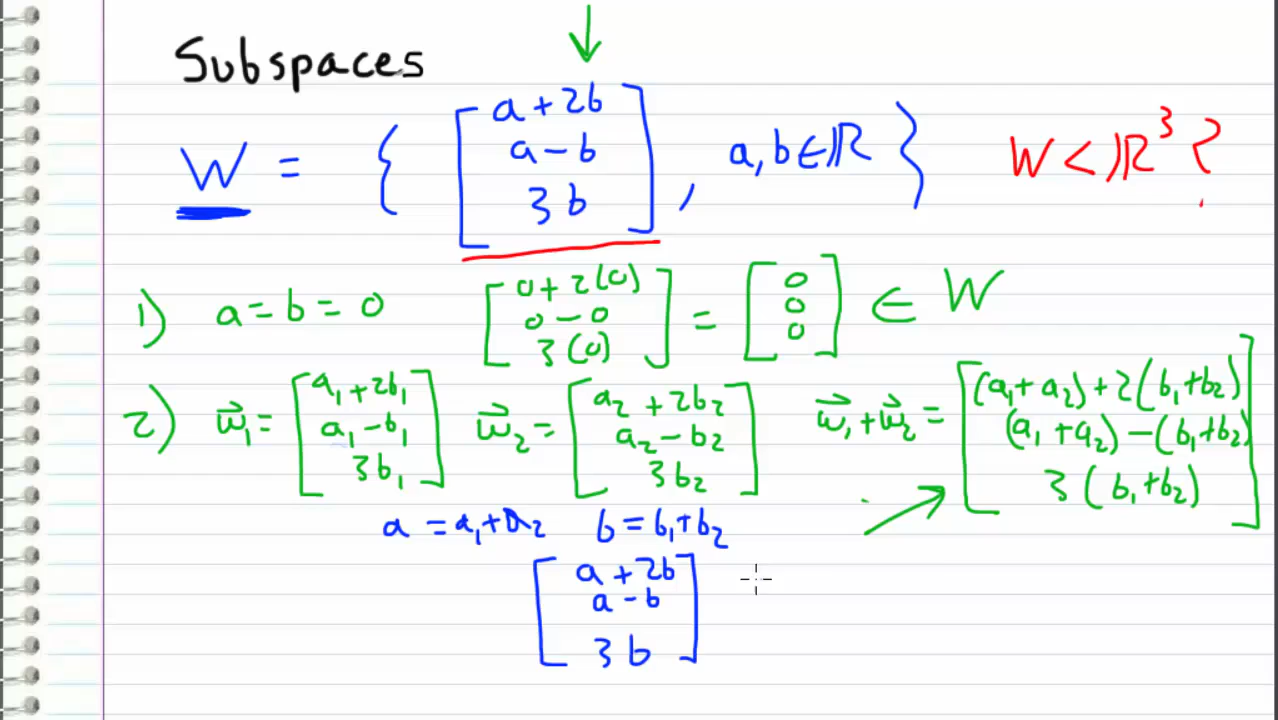 Subspaces
W = { [ a + 2b
a - b
3b ] , a, b ∈ ℝ } W < ℝ³ ?
1) a = b = 0 [ 0 + 2(0)
0 - 0
3(0) ] = [ 0
0
0 ] ∈ W
2) w⃗₁ = [ a₁ + 2b₁
a₁ - b₁
3b₁ ] w⃗₂ = [ a₂ + 2b₂
a₂ - b₂
3b₂ ] w⃗₁ + w⃗₂ = [ (a₁ + a₂) + 2(b₁ + b₂)
(a₁ + a₂) - (b₁ + b₂)
3(b₁ + b₂) ]
a = a₁ + a₂ b = b₁ + b₂
[ a + 2b
a - b
3b ]